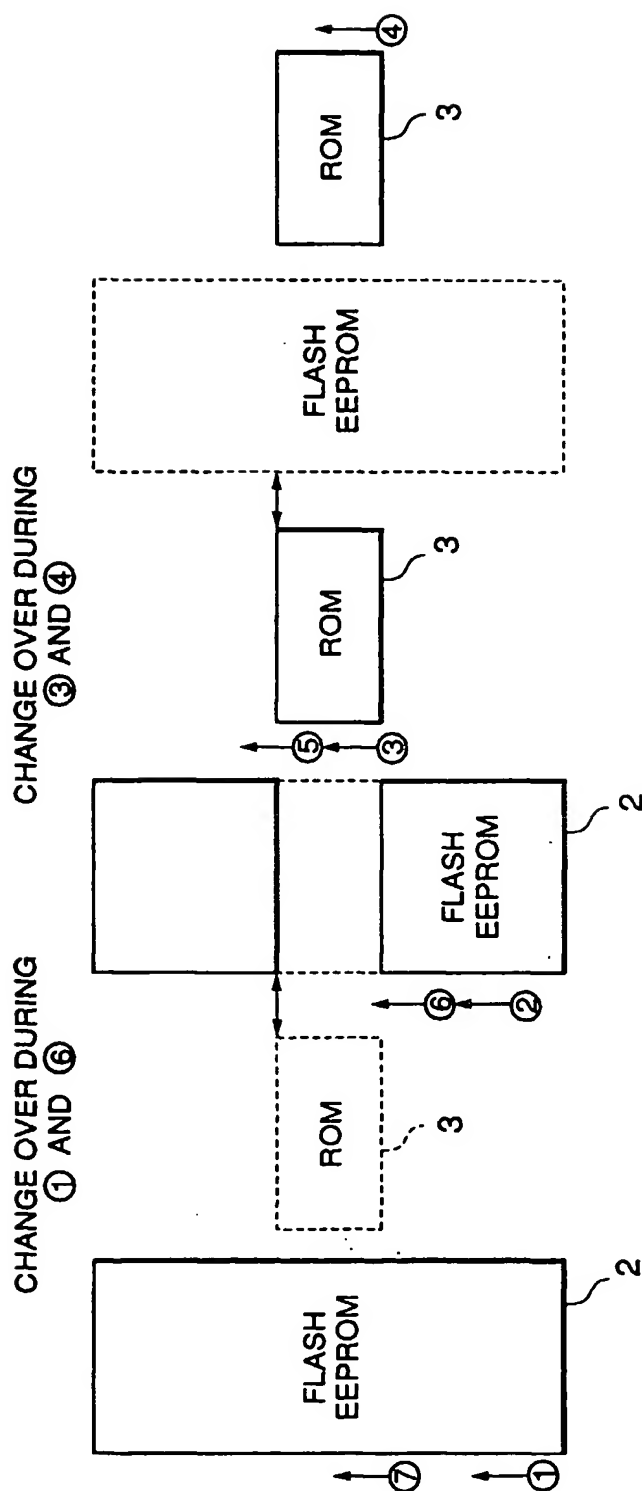 CHANGE OVER DURING
① AND ⑥
CHANGE OVER DURING
③ AND ④
⑦
①
FLASH
EEPROM
2
ROM
3
⑥
②
FLASH
EEPROM
2
⑤
③
ROM
3
FLASH
EEPROM
ROM
3
④